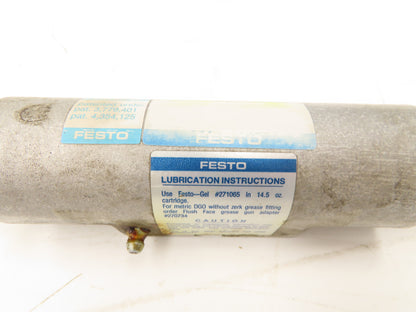 pat. 3,779,401
pat. 4,384,125
FESTO
FESTO
FESTO
LUBRICATION INSTRUCTIONS
Use Festo-Gel #271065 in 14.5 oz.
cartridge.
For metric DGO without zerk grease fitting
order Flush Face grease gun adapter
#270734
CAUTION